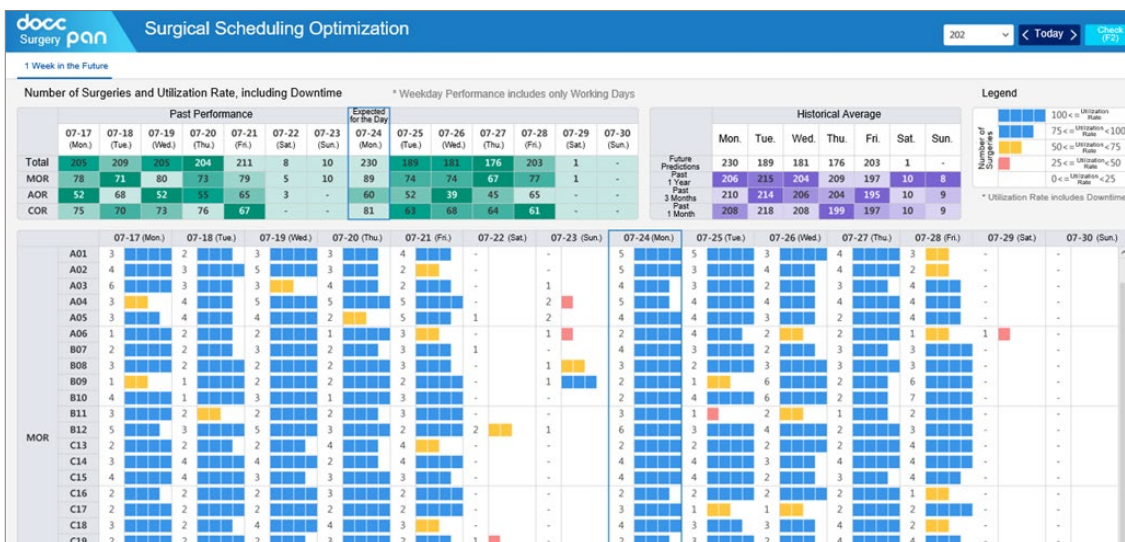 docc
Surgery pan
Surgical Scheduling Optimization
202
< Today >
Check
(F2)
1 Week in the Future
Number of Surgeries and Utilization Rate, including Downtime
* Weekday Performance includes only Working Days
Legend
Past Performance
Expected
for the Day
07-17 07-18 07-19 07-20 07-21 07-22 07-23 07-24 07-25 07-26 07-27 07-28 07-29 07-30
(Mon.) (Tue.) (Wed.) (Thu.) (Fri.) (Sat.) (Sun.) (Mon.) (Tue.) (Wed.) (Thu.) (Fri.) (Sat.) (Sun.)
Total 205 209 205 204 211 8 10 230 189 181 176 203 1 -
MOR 78 71 80 73 79 5 10 89 74 74 67 77 1 -
AOR 52 68 52 55 65 3 - 60 52 39 45 65 - -
COR 75 70 73 76 67 - - 81 63 68 64 61 - -
Historical Average
Mon. Tue. Wed. Thu. Fri. Sat. Sun.
Future
Predictions 230 189 181 176 203 1 -
Past
1 Year 206 215 204 209 197 10 8
Past
3 Months 210 214 206 204 195 10 9
Past
1 Month 208 218 208 199 197 10 9
Number of
Surgeries
100<= Utilization Rate
75<= Utilization Rate <100
50<= Utilization Rate <75
25<= Utilization Rate <50
0<= Utilization Rate <25
* Utilization Rate includes Downtime
07-17 (Mon.) 07-18 (Tue.) 07-19 (Wed.) 07-20 (Thu.) 07-21 (Fri.) 07-22 (Sat.) 07-23 (Sun.) 07-24 (Mon.) 07-25 (Tue.) 07-26 (Wed.) 07-27 (Thu.) 07-28 (Fri.) 07-29 (Sat.) 07-30 (Sun.)
MOR
A01 3 2 3 3 4 - - 5 5 3 4 3 - -
A02 4 3 5 3 2 - - 5 3 4 4 2 - -
A03 6 3 3 4 2 - 1 4 3 2 3 4 - -
A04 3 4 5 5 5 - 2 5 4 4 4 4 - -
A05 3 4 4 2 5 1 2 4 4 2 4 3 - -
A06 1 2 2 1 3 - 1 2 4 2 2 1 1 -
B07 2 2 3 2 3 1 - 4 3 2 3 3 - -
B08 3 3 2 2 3 - 1 3 2 3 3 3 - -
B09 1 1 2 2 2 - 1 2 1 6 2 6 - -
B10 4 1 3 1 3 - - 2 4 6 2 7 - -
B11 3 2 2 2 3 - - 3 1 2 1 2 - -
B12 5 3 5 3 2 2 1 6 3 4 2 3 - -
C13 2 2 2 4 4 - - 2 2 2 3 4 - -
C14 3 4 4 2 4 - - 4 4 3 4 4 - -
C15 4 4 3 3 3 - - 4 4 4 3 4 - -
C16 2 2 2 3 2 - - 2 2 2 2 1 - -
C17 2 2 2 3 2 - - 3 1 1 2 2 - -
C18 3 2 4 4 3 - - 4 3 3 4 2 - -
C19